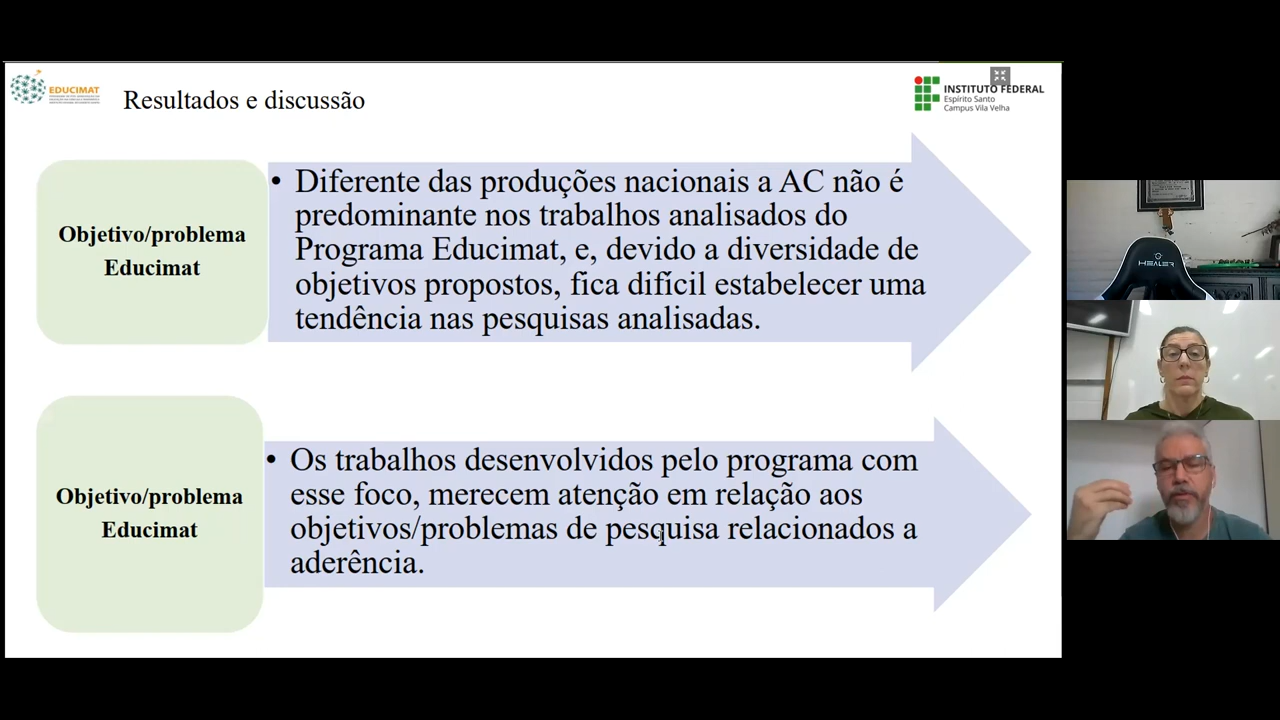 EDUCIMAT
Resultados e discussão
INSTITUTO FEDERAL
Espírito Santo
Campus Vila Velha
Objetivo/problema
Educimat
• Diferente das produções nacionais a AC não é
predominante nos trabalhos analisados do
Programa Educimat, e, devido a diversidade de
objetivos propostos, fica difícil estabelecer uma
tendência nas pesquisas analisadas.
Objetivo/problema
Educimat
• Os trabalhos desenvolvidos pelo programa com
esse foco, merecem atenção em relação aos
objetivos/problemas de pesquisa relacionados a
aderência.
HEALER